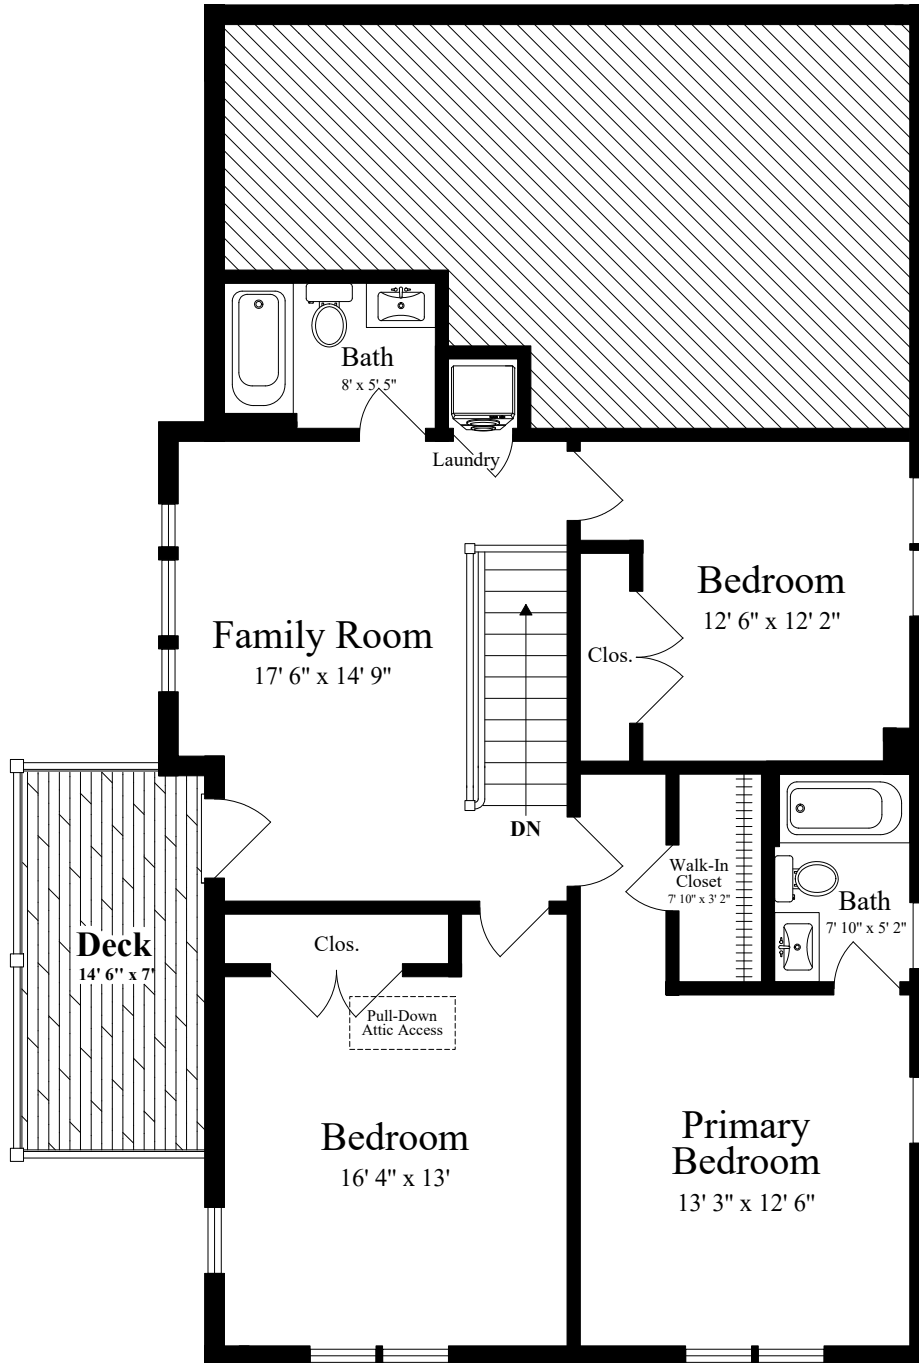 Bath
8' x 5' 5"
Laundry
Bedroom
12' 6" x 12' 2"
Family Room
17' 6" x 14' 9"
Clos.
DN
Walk-In
Closet
7' 10" x 3' 2"
Bath
7' 10" x 5' 2"
Deck
14' 6" x 7'
Clos.
Pull-Down
Attic Access
Bedroom
16' 4" x 13'
Primary
Bedroom
13' 3" x 12' 6"